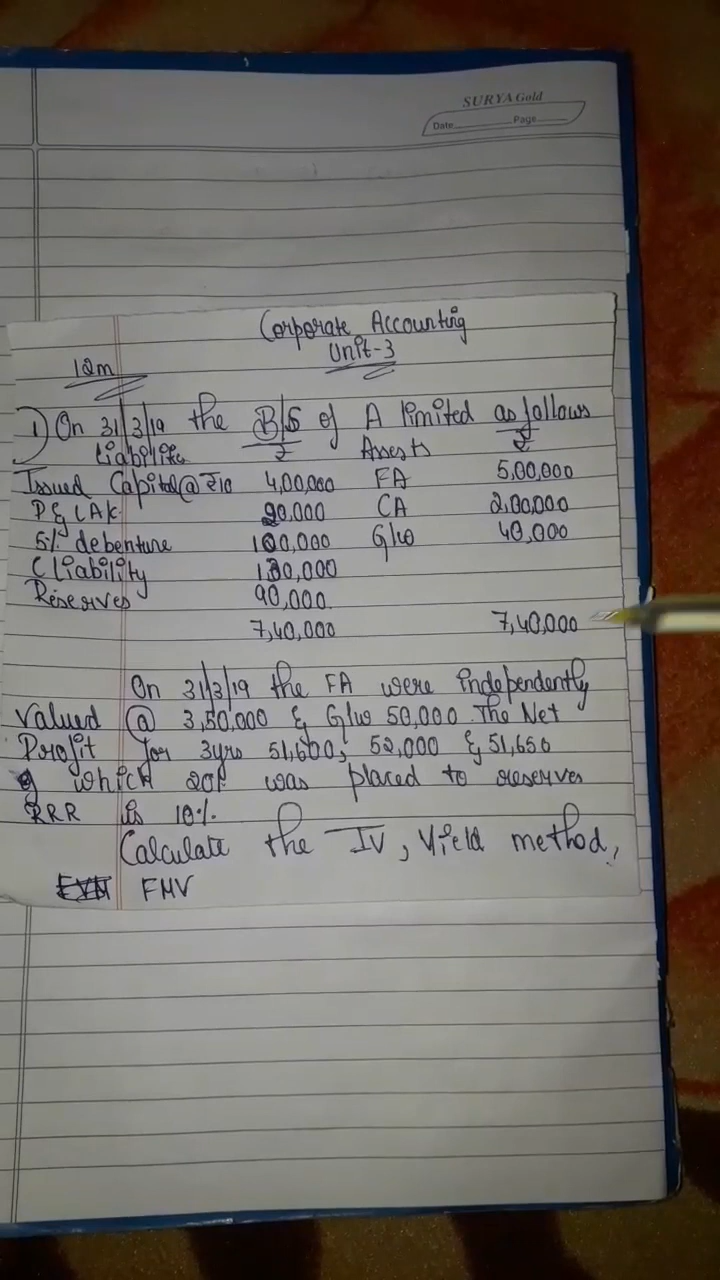 SURYA Gold
Date Page
Corporate Accounting
Unit-3
12m
1) On 31/3/19 the B/S of A limited as follows
Liabilities ₹ Assests ₹
Issued Capital @ ₹10 4,00,000 FA 5,00,000
P & L A/c 20,000 CA 2,00,000
5% debenture 100,000 G/w 40,000
C liability 130,000
Reserves 90,000
7,40,000 7,40,000
On 31/3/19 the FA were independently
Valued @ 3,50,000 & G/w 50,000. The Net
Profit for 3yrs 51,600; 52,000 & 51,650
of which 20% was placed to reserves
RRR is 10%.
Calculate the IV, Yield method,
FMV